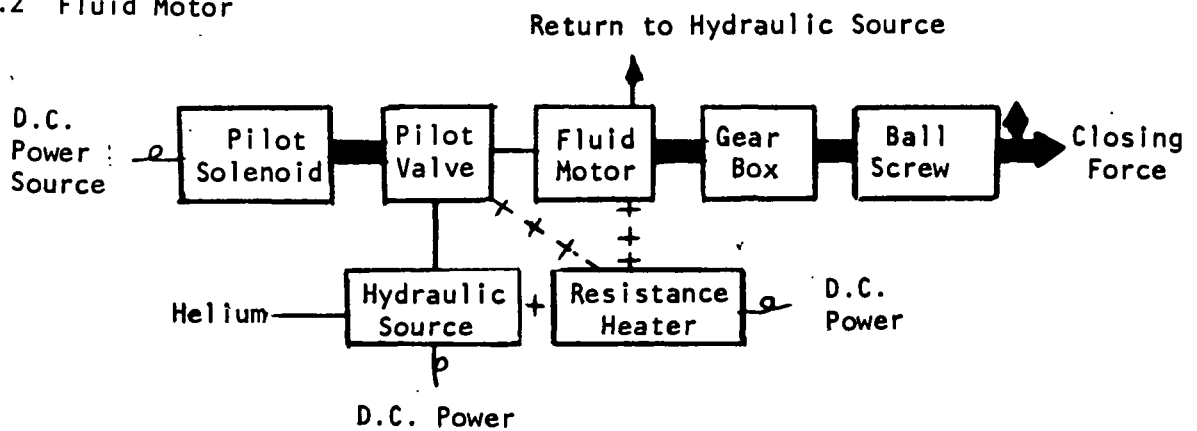 .2 Fluid Motor
Return to Hydraulic Source
D.C.
Power
Source
Pilot
Solenoid
Pilot
Valve
Fluid
Motor
Gear
Box
Ball
Screw
Closing
Force
Helium
Hydraulic
Source
Resistance
Heater
D.C.
Power
D.C. Power